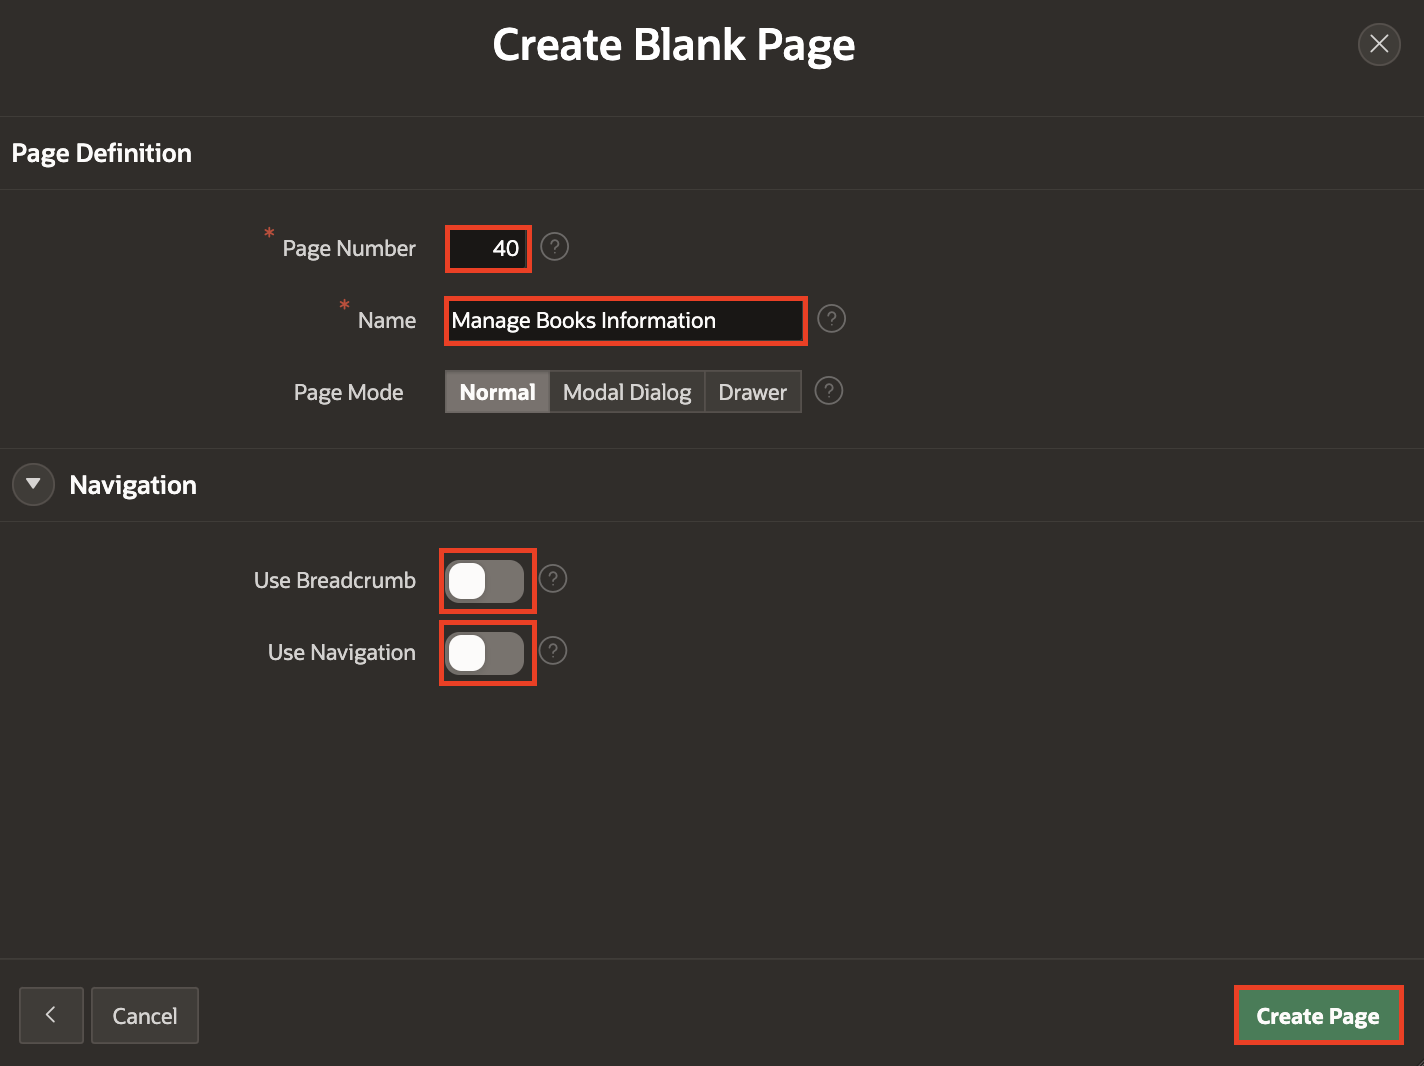 Create Blank Page
Page Definition
* Page Number 40 ?
* Name Manage Books Information ?
Page Mode Normal Modal Dialog Drawer ?
Navigation
Use Breadcrumb ?
Use Navigation ?
Cancel Create Page